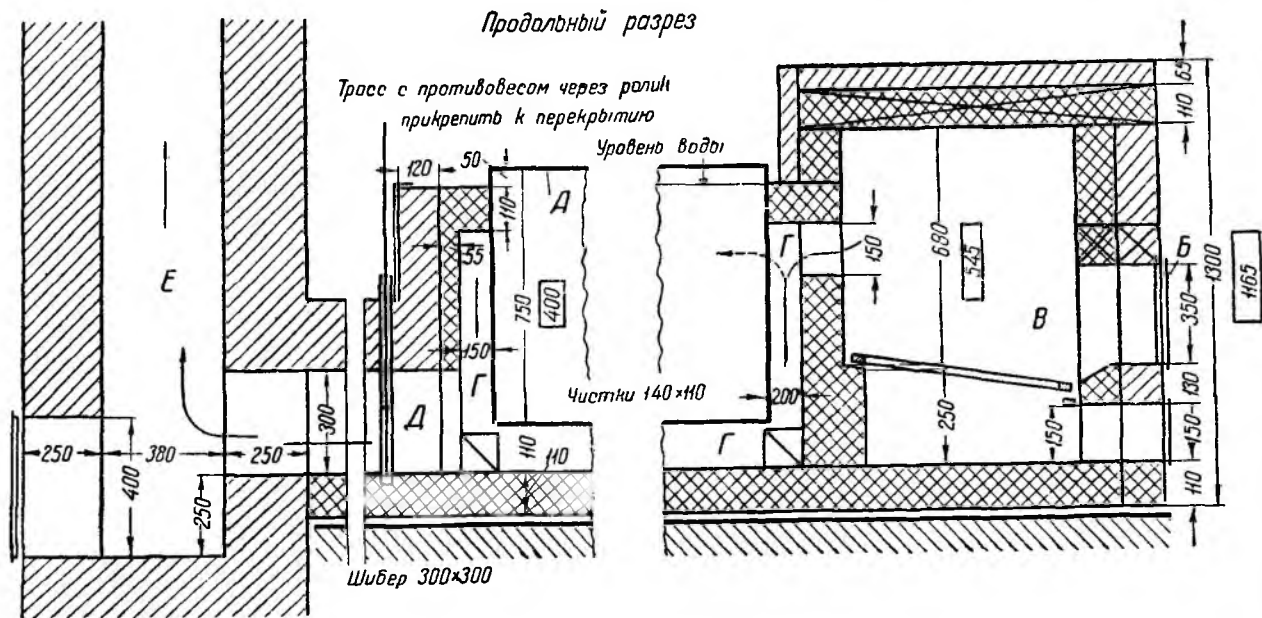 Продольный разрез
Тросс с противовесом через ролик
прикрепить к перекрытию
Уровень воды
65
110
120
50
110
Д
Г
150
680
545
Б
1300
1165
350
Е
55
750
400
В
150
Г
Чистки 140×110
200
130
300
Д
250
150
150
250
380
250
400
250
110
110
Г
110
Шибер 300×300